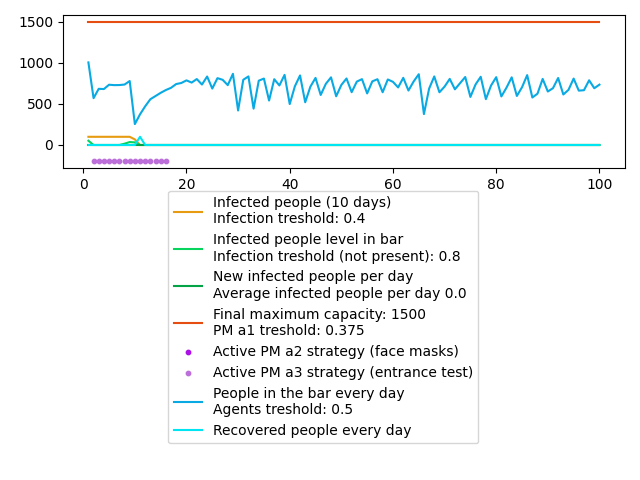 1500
1000
500
0
0 20 40 60 80 100
Infected people (10 days)
Infection treshold: 0.4
Infected people level in bar
Infection treshold (not present): 0.8
New infected people per day
Average infected people per day 0.0
Final maximum capacity: 1500
PM a1 treshold: 0.375
Active PM a2 strategy (face masks)
Active PM a3 strategy (entrance test)
People in the bar every day
Agents treshold: 0.5
Recovered people every day